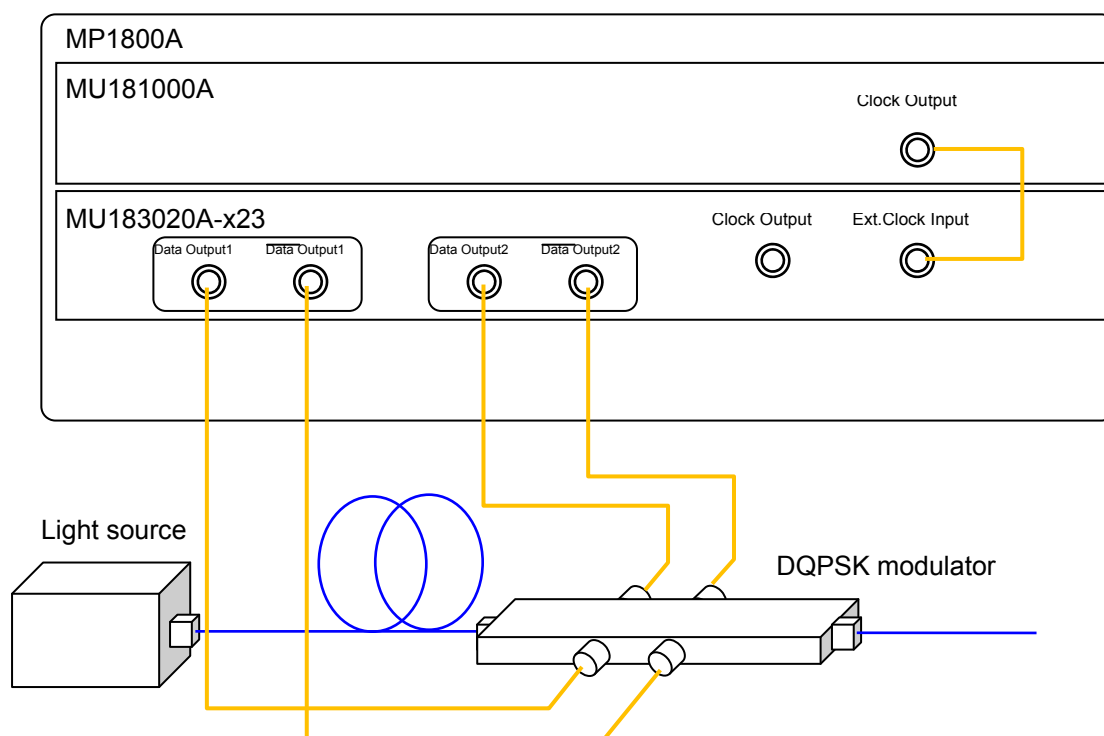 MP1800A
MU181000A
Clock Output
MU183020A-x23
Clock Output Ext.Clock Input
Data Output1 Data Output1 Data Output2 Data Output2
Light source
DQPSK modulator